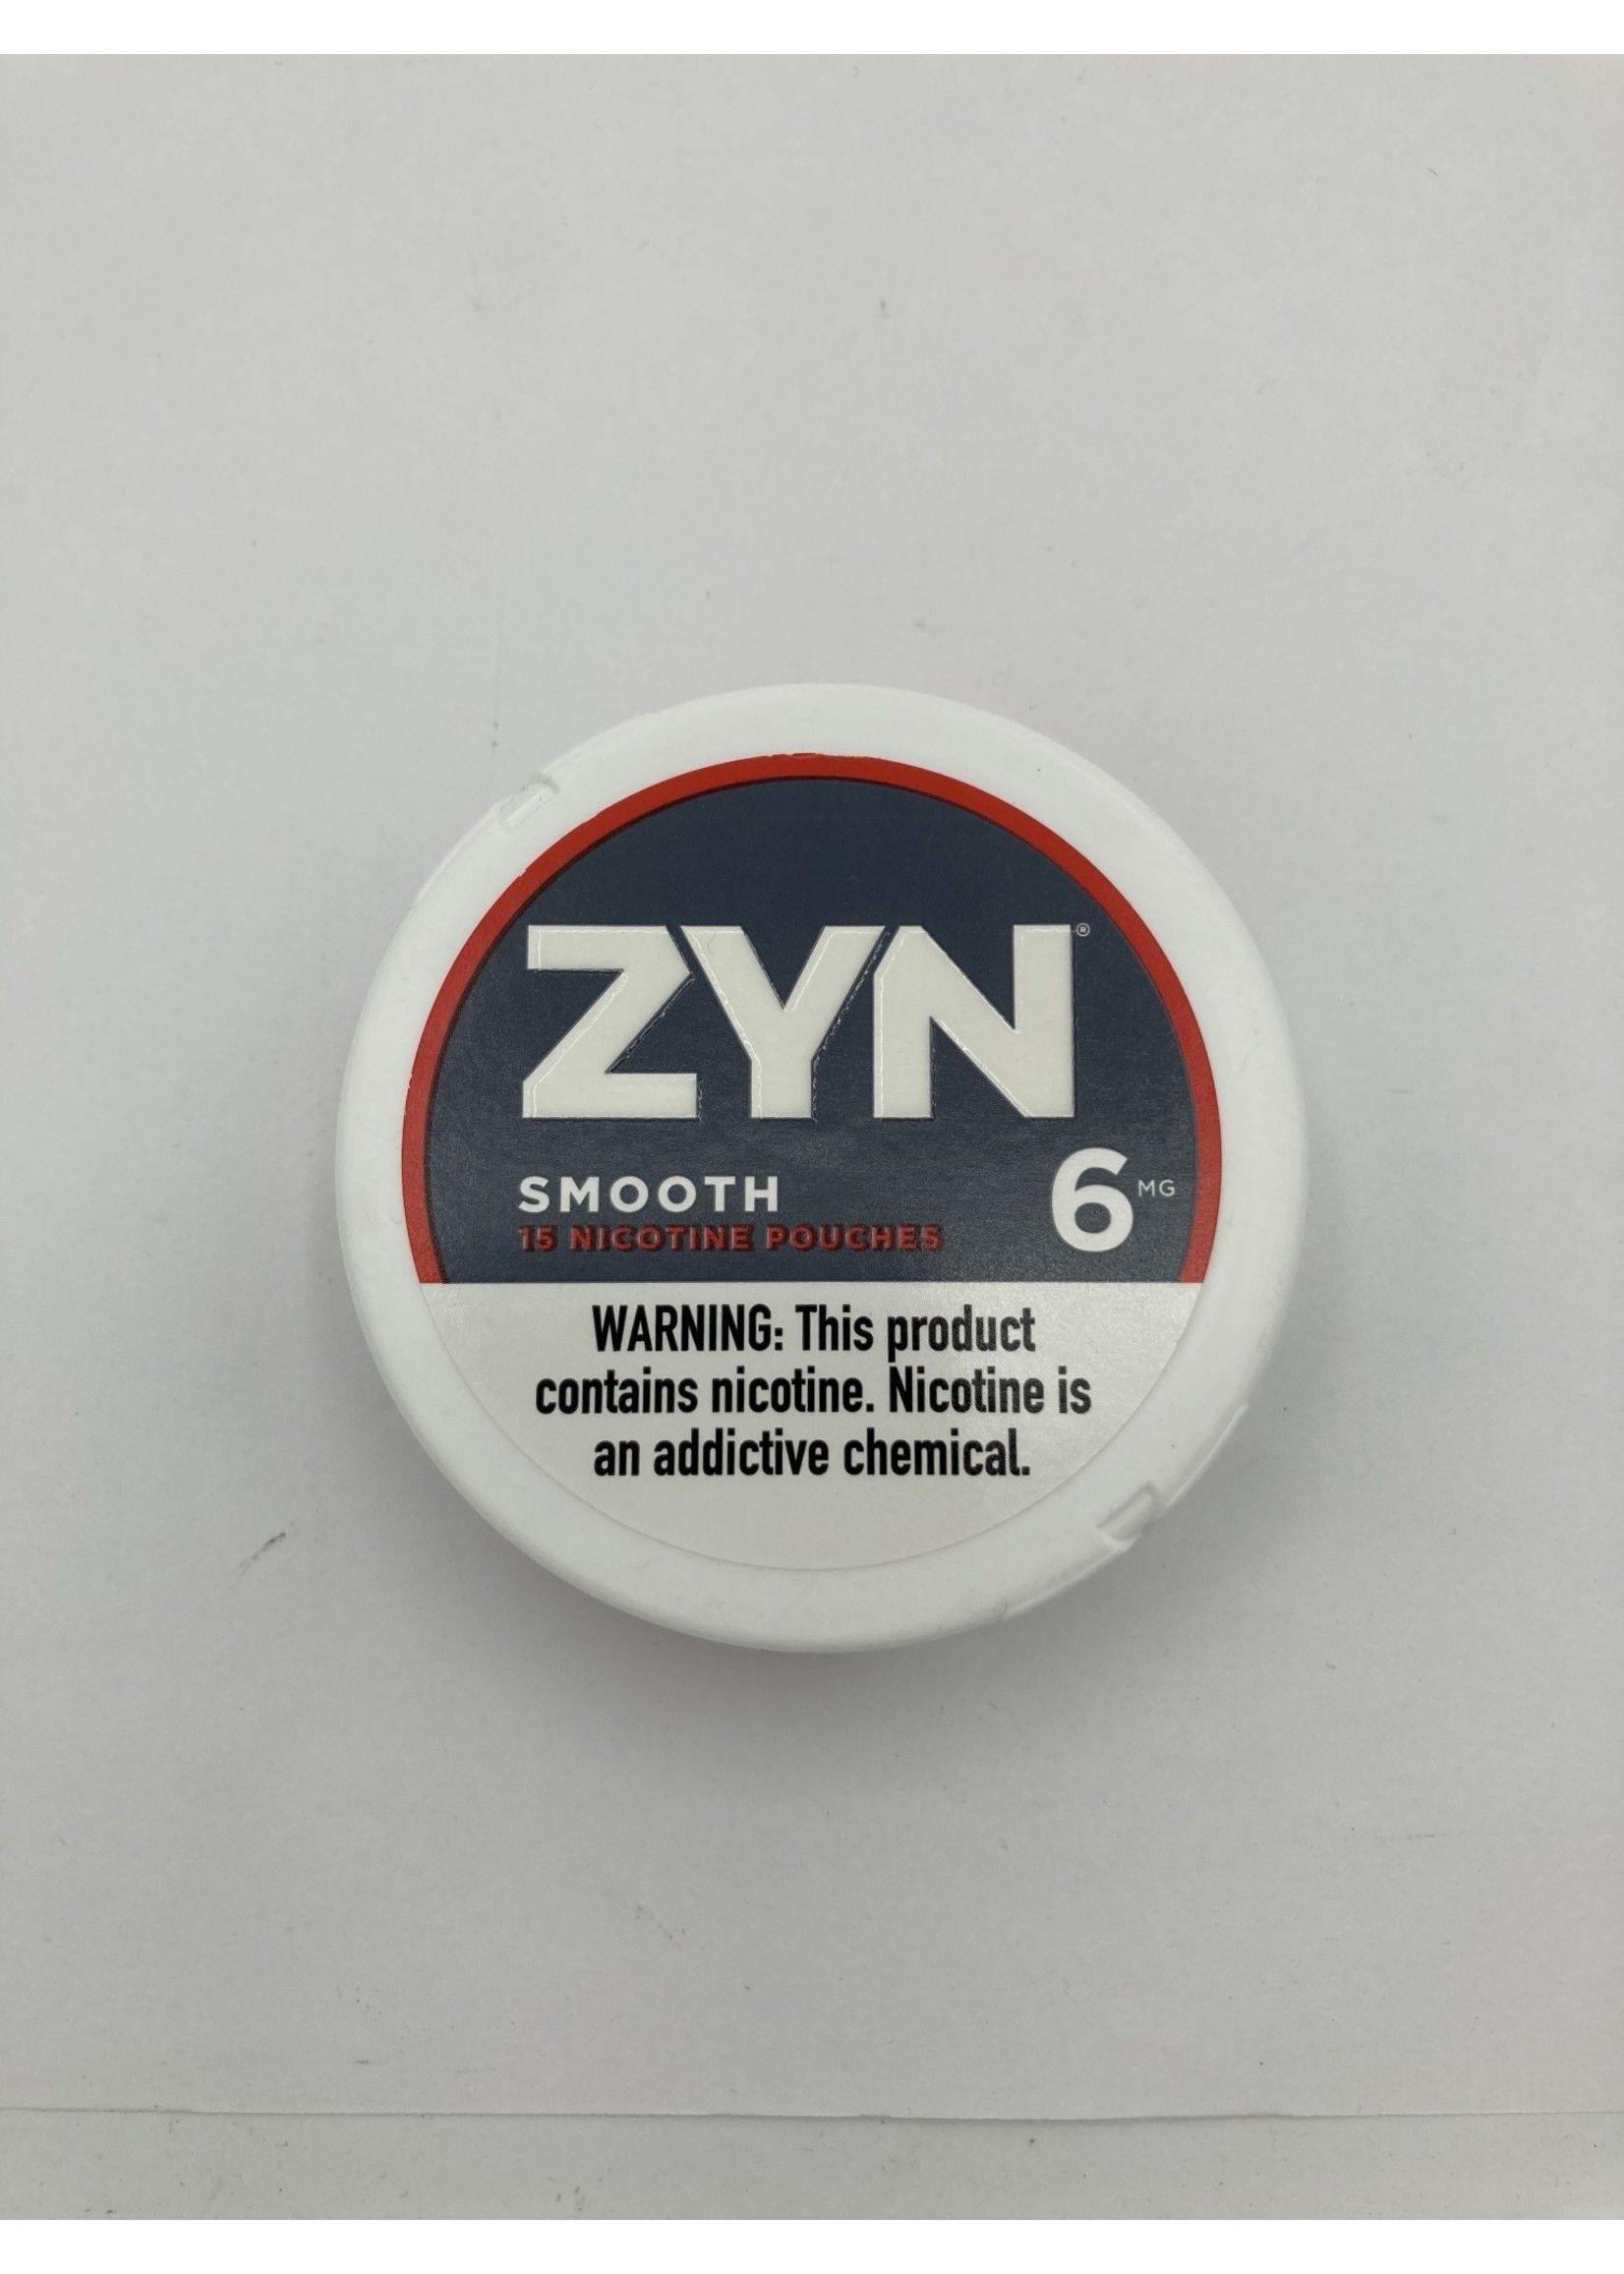 ZYN®
SMOOTH
15 NICOTINE POUCHES
6 MG
WARNING: This product
contains nicotine. Nicotine is
an addictive chemical.